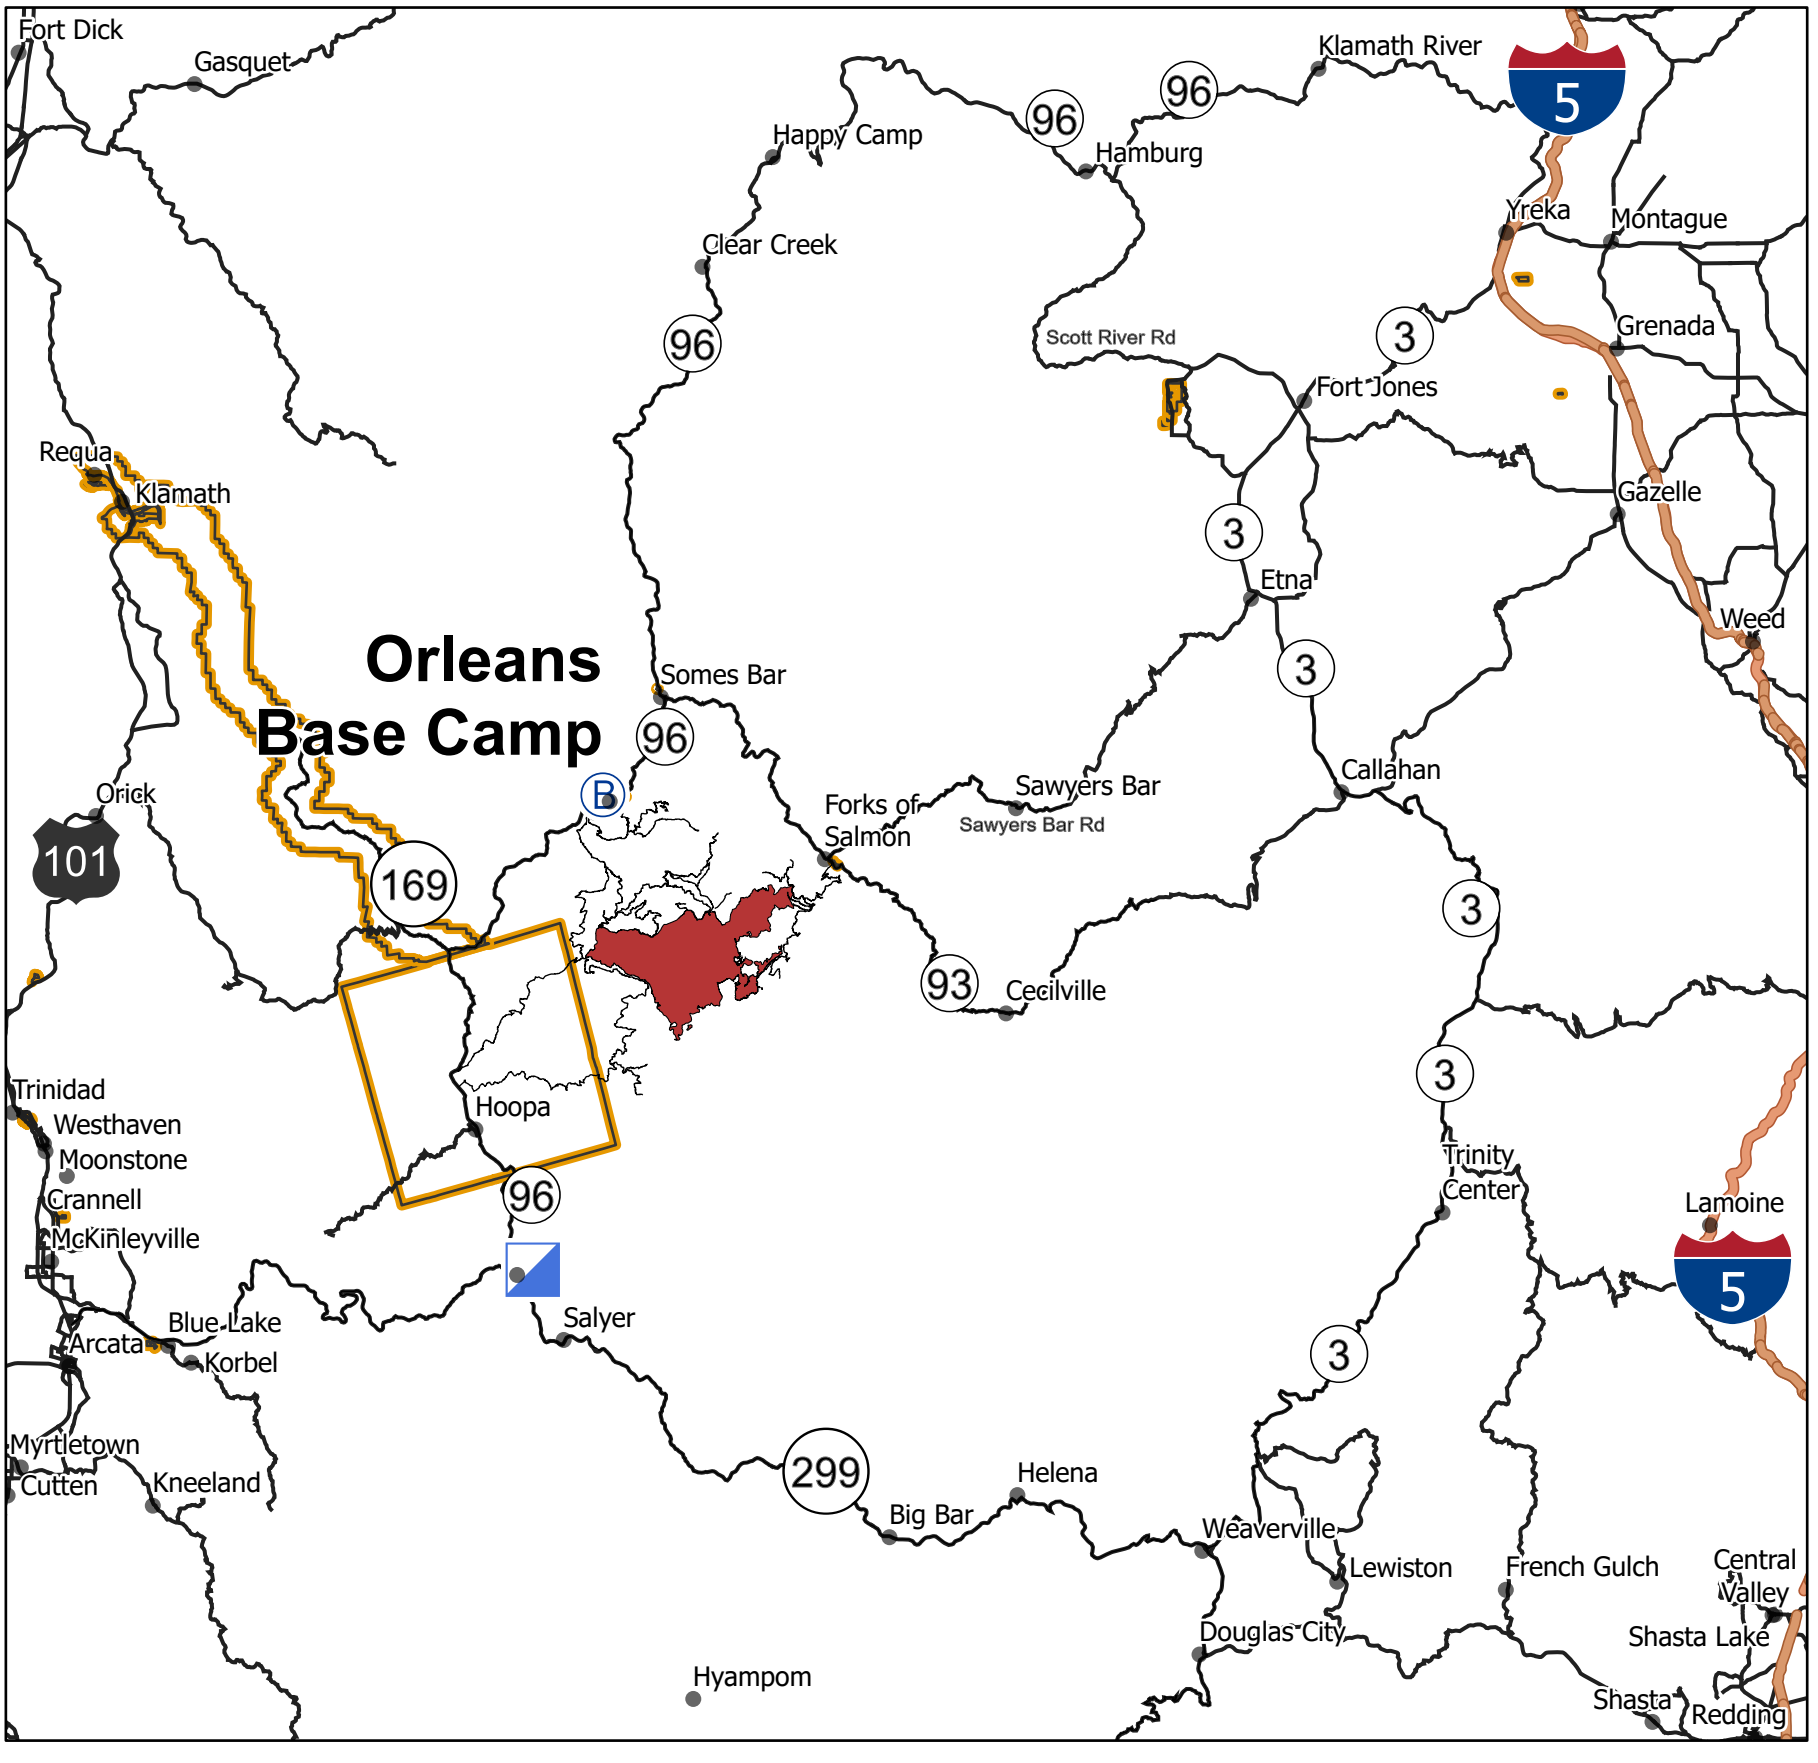 Fort Dick
Gasquet
Klamath River
5
96
96
Happy Camp
Hamburg
Yreka
Montague
Clear Creek
96
Scott River Rd
3
Grenada
Fort Jones
Requa
Klamath
Gazelle
3
Etna
Weed
Orleans
Base Camp
Somes Bar
3
96
Callahan
B
Orick
Sawyers Bar
Sawyers Bar Rd
Forks of
Salmon
101
169
3
93
Cecilville
3
Trinidad
Hoopa
Westhaven
Moonstone
Trinity
Center
Crannell
96
Lamoine
McKinleyville
5
Salyer
Blue Lake
Arcata
Korbel
3
Myrtletown
Cutten
Kneeland
299
Helena
Big Bar
Weaverville
Lewiston
French Gulch
Central
Valley
Douglas City
Shasta Lake
Hyampom
Shasta
Redding